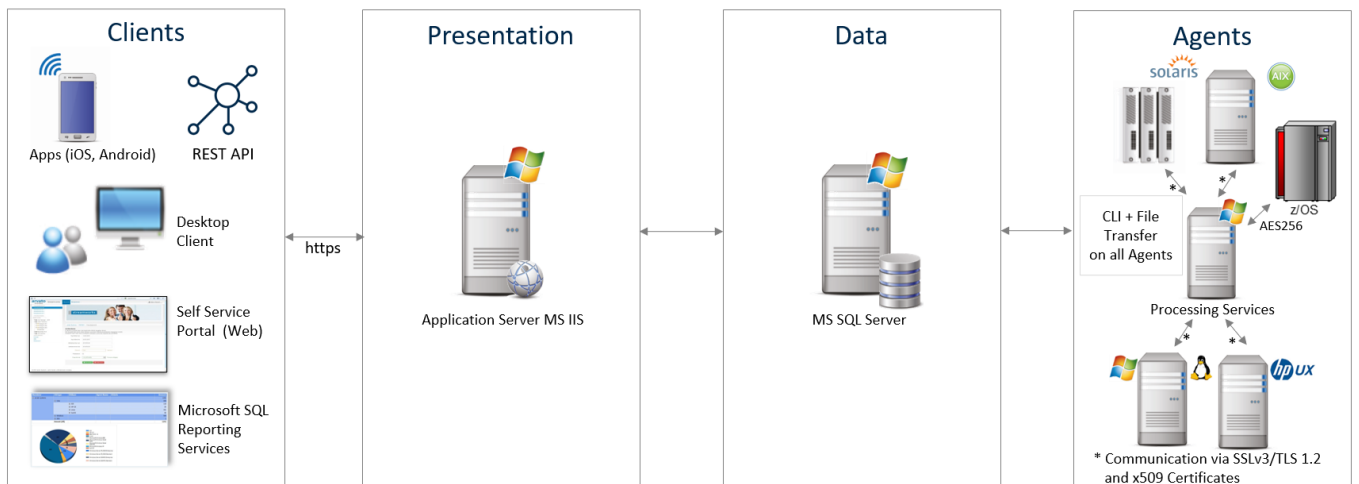 Clients
Apps (iOS, Android)
REST API
Desktop
Client
Self Service
Portal (Web)
Microsoft SQL
Reporting
Services
https
Presentation
Application Server MS IIS
Data
MS SQL Server
Agents
solaris
AIX
*
*
z/OS
AES256
CLI + File
Transfer
on all Agents
Processing Services
*
*
hp UX
* Communication via SSLv3/TLS 1.2
and x509 Certificates